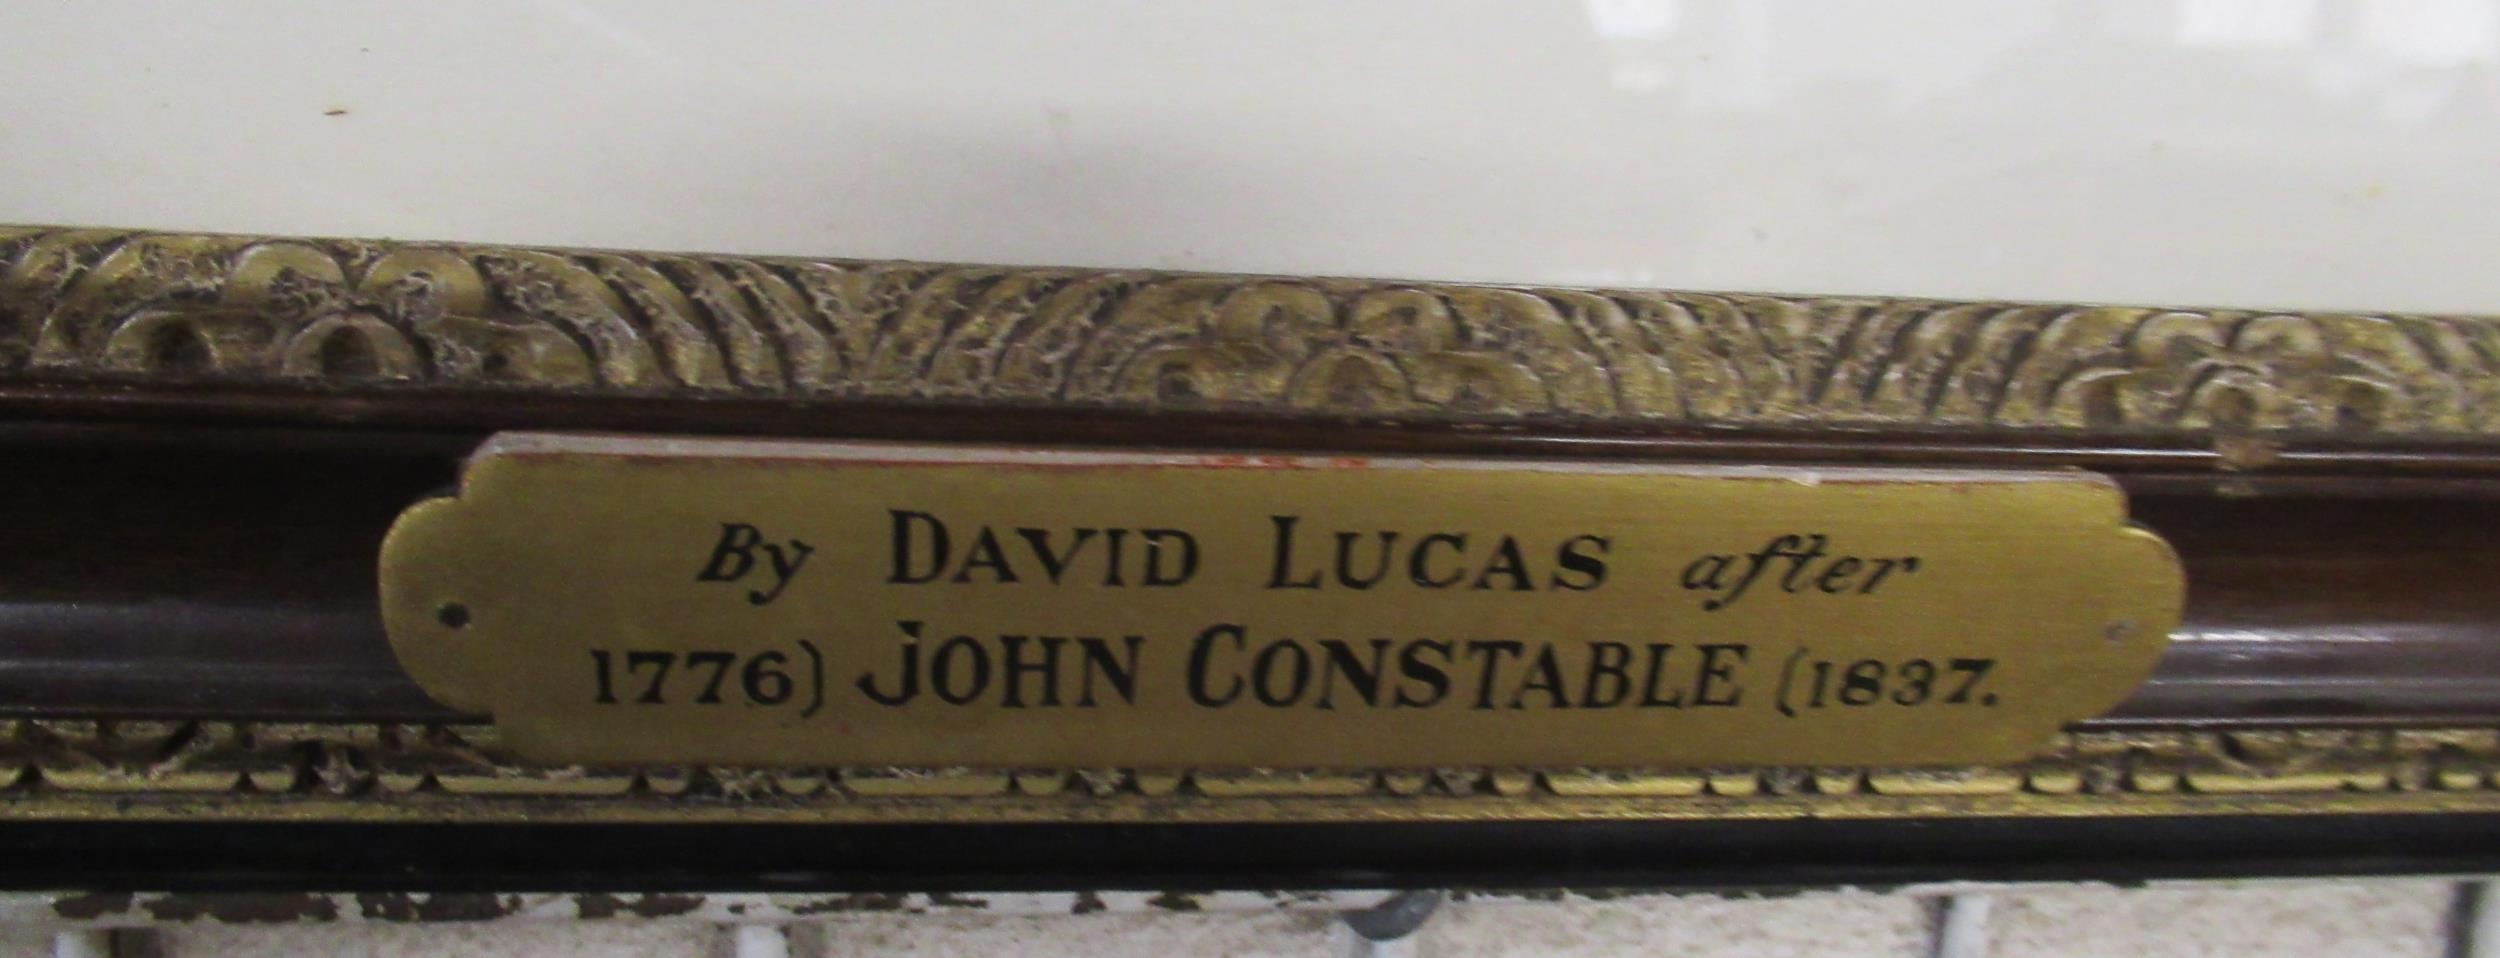 By DAVID LUCAS after
1776) JOHN CONSTABLE (1837.